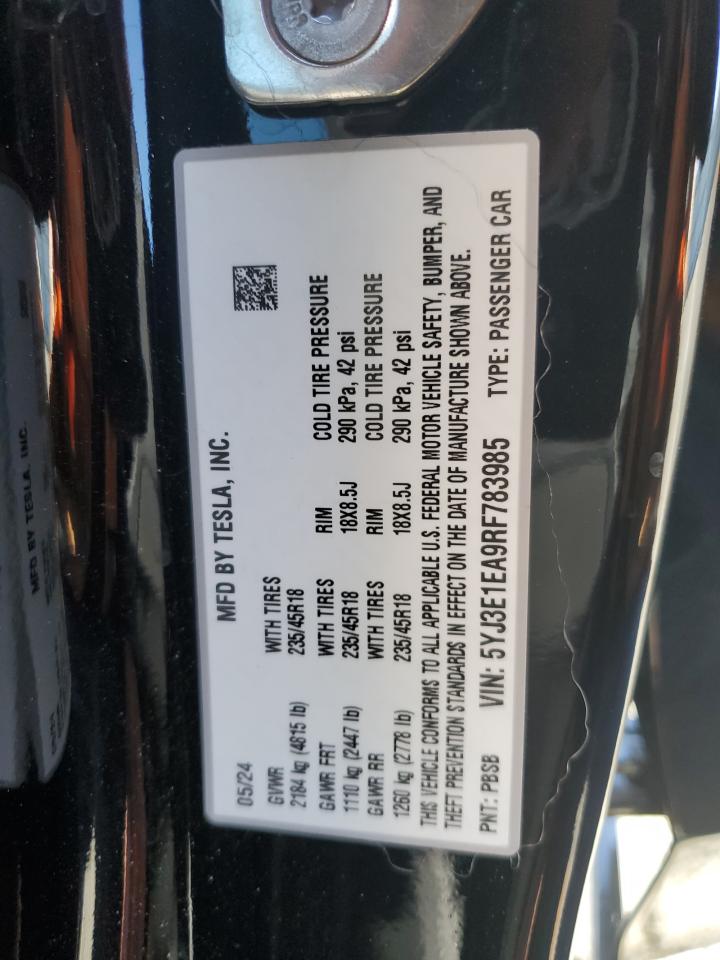 MFD BY TESLA, INC.
05/24
GVWR WITH TIRES
2184 kg (4815 lb) 235/45R18
GAWR FRT WITH TIRES RIM COLD TIRE PRESSURE
1110 kg (2447 lb) 235/45R18 18X8.5J 290 kPa, 42 psi
GAWR RR WITH TIRES RIM COLD TIRE PRESSURE
1260 kg (2778 lb) 235/45R18 18X8.5J 290 kPa, 42 psi
THIS VEHICLE CONFORMS TO ALL APPLICABLE U.S. FEDERAL MOTOR VEHICLE SAFETY, BUMPER, AND
THEFT PREVENTION STANDARDS IN EFFECT ON THE DATE OF MANUFACTURE SHOWN ABOVE.
PNT: PBSB VIN: 5YJ3E1EA9RF783985 TYPE: PASSENGER CAR
MFD BY TESLA, INC.